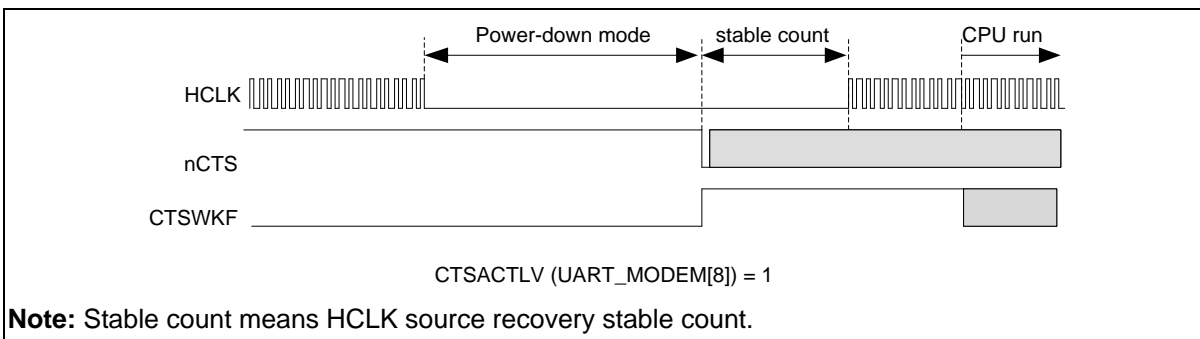 Power-down mode stable count CPU run
HCLK
nCTS
CTSWKF
CTSACTLV (UART_MODEM[8]) = 1
Note: Stable count means HCLK source recovery stable count.